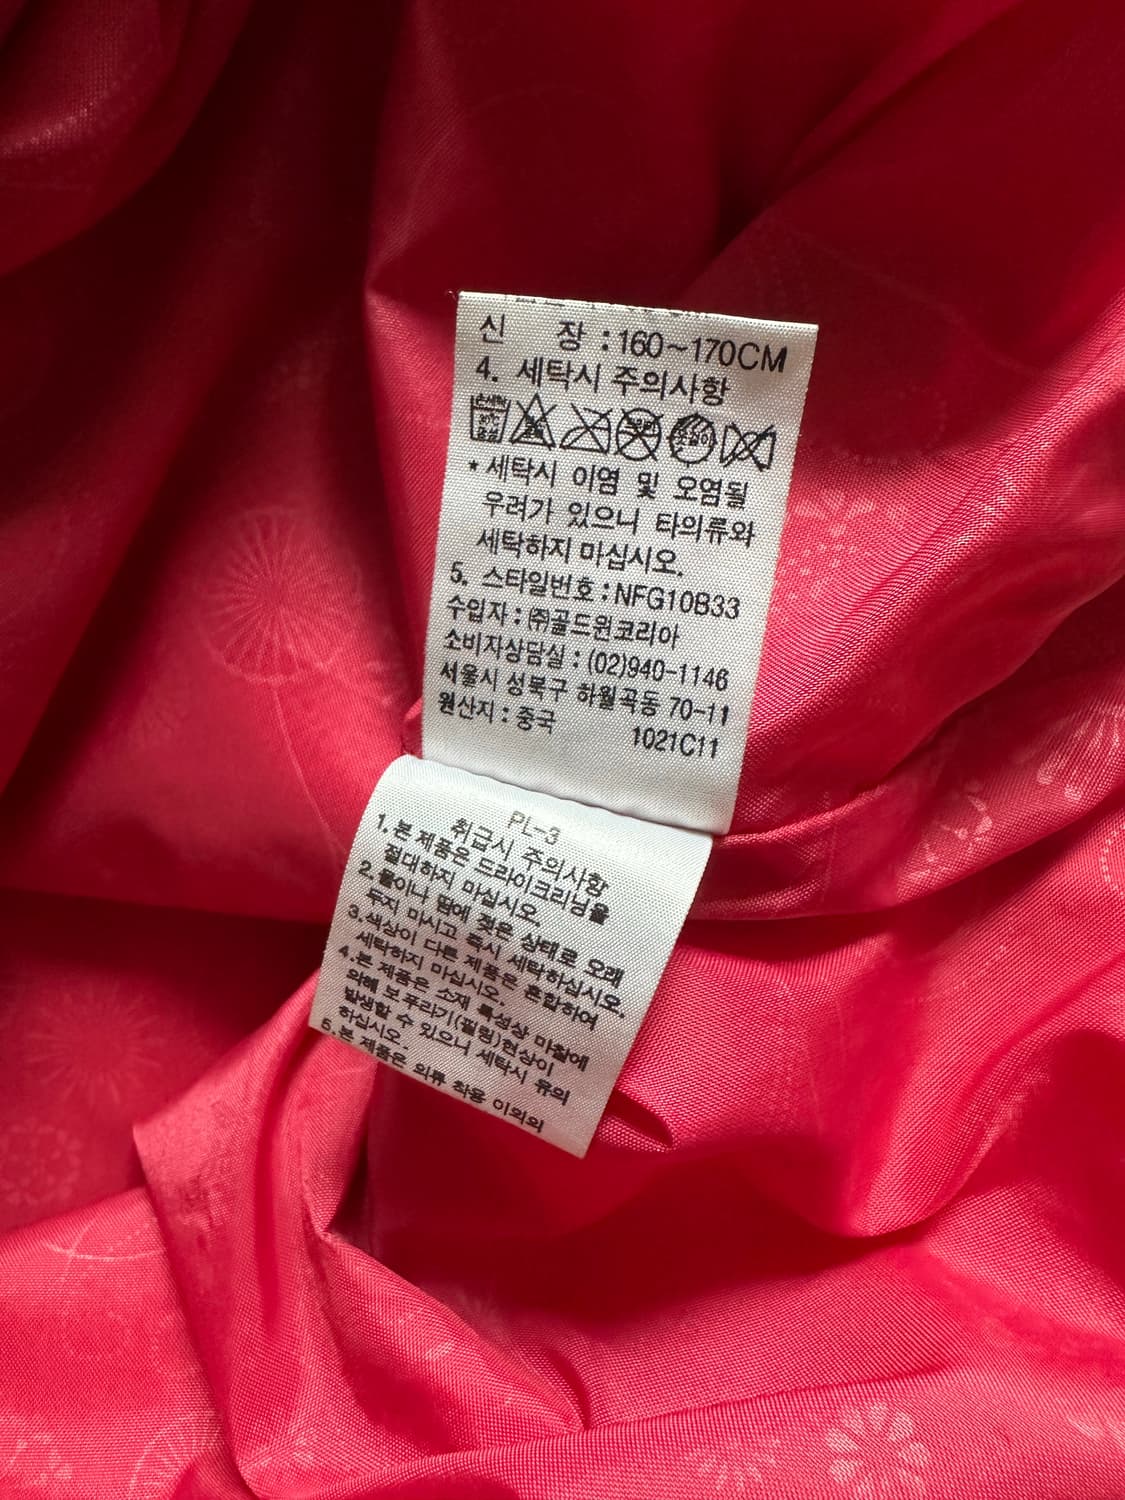 신 장 : 160~170CM
4. 세탁시 주의사항
손세탁
30℃
중성
* 세탁시 이염 및 오염될
우려가 있으니 타의류와
세탁하지 마십시오.
5. 스타일번호 : NFG10B33
수입자 : ㈜골드윈코리아
소비자상담실 : (02)940-1146
서울시 성북구 하월곡동 70-11
원산지 : 중국 1021C11
PL-3
취급시 주의사항
1. 본 제품은 드라이크리닝을
절대하지 마십시오.
2. 물이나 땀에 젖은 상태로 오래
두지 마시고 즉시 세탁하십시오.
3. 색상이 다른 제품은 혼합하여
세탁하지 마십시오.
4. 본 제품은 소재 특성상 마찰에
의해 보푸라기(필링)현상이
발생할 수 있으니 세탁시 유의
하십시오.
5. 본 제품은 의류 착용 이외의